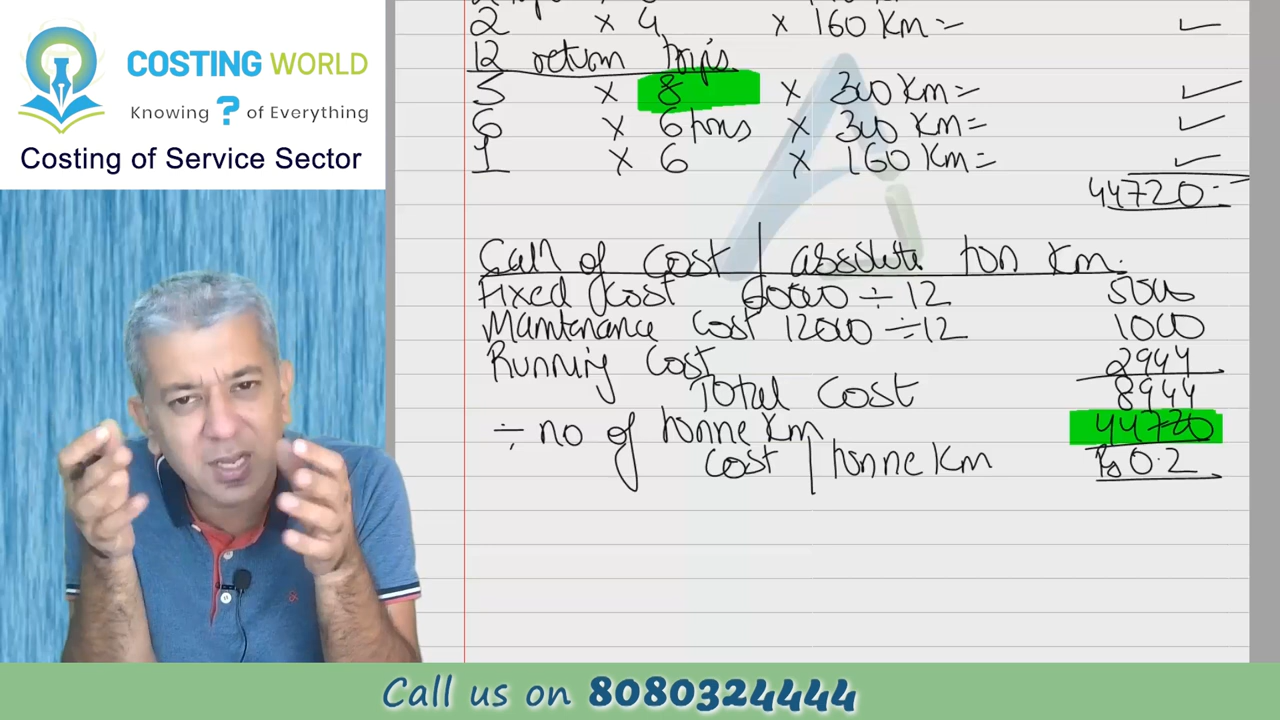 COSTING WORLD
Knowing ? of Everything
Costing of Service Sector
2 × 4 × 160 Km =
12 return trips
5 × 8 × 300 Km =
6 × 6 tons × 300 Km =
1 × 6 × 160 Km =
44720
Call of cost / absolute ton Km.
Fixed cost 60000 ÷ 12 5000
Maintenance cost 12000 ÷ 12 1000
Running cost 2944
Total cost 8944
÷ no of tonne Km 44720
cost / tonne Km Rs 0.2
Call us on 8080324444